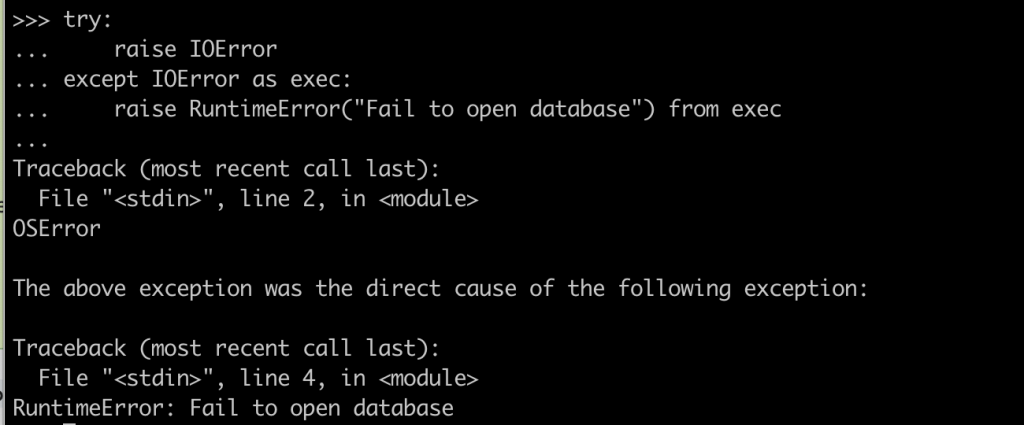 >>> try:
...     raise IOError
... except IOError as exec:
...     raise RuntimeError("Fail to open database") from exec
...
Traceback (most recent call last):
  File "<stdin>", line 2, in <module>
OSError

The above exception was the direct cause of the following exception:

Traceback (most recent call last):
  File "<stdin>", line 4, in <module>
RuntimeError: Fail to open database